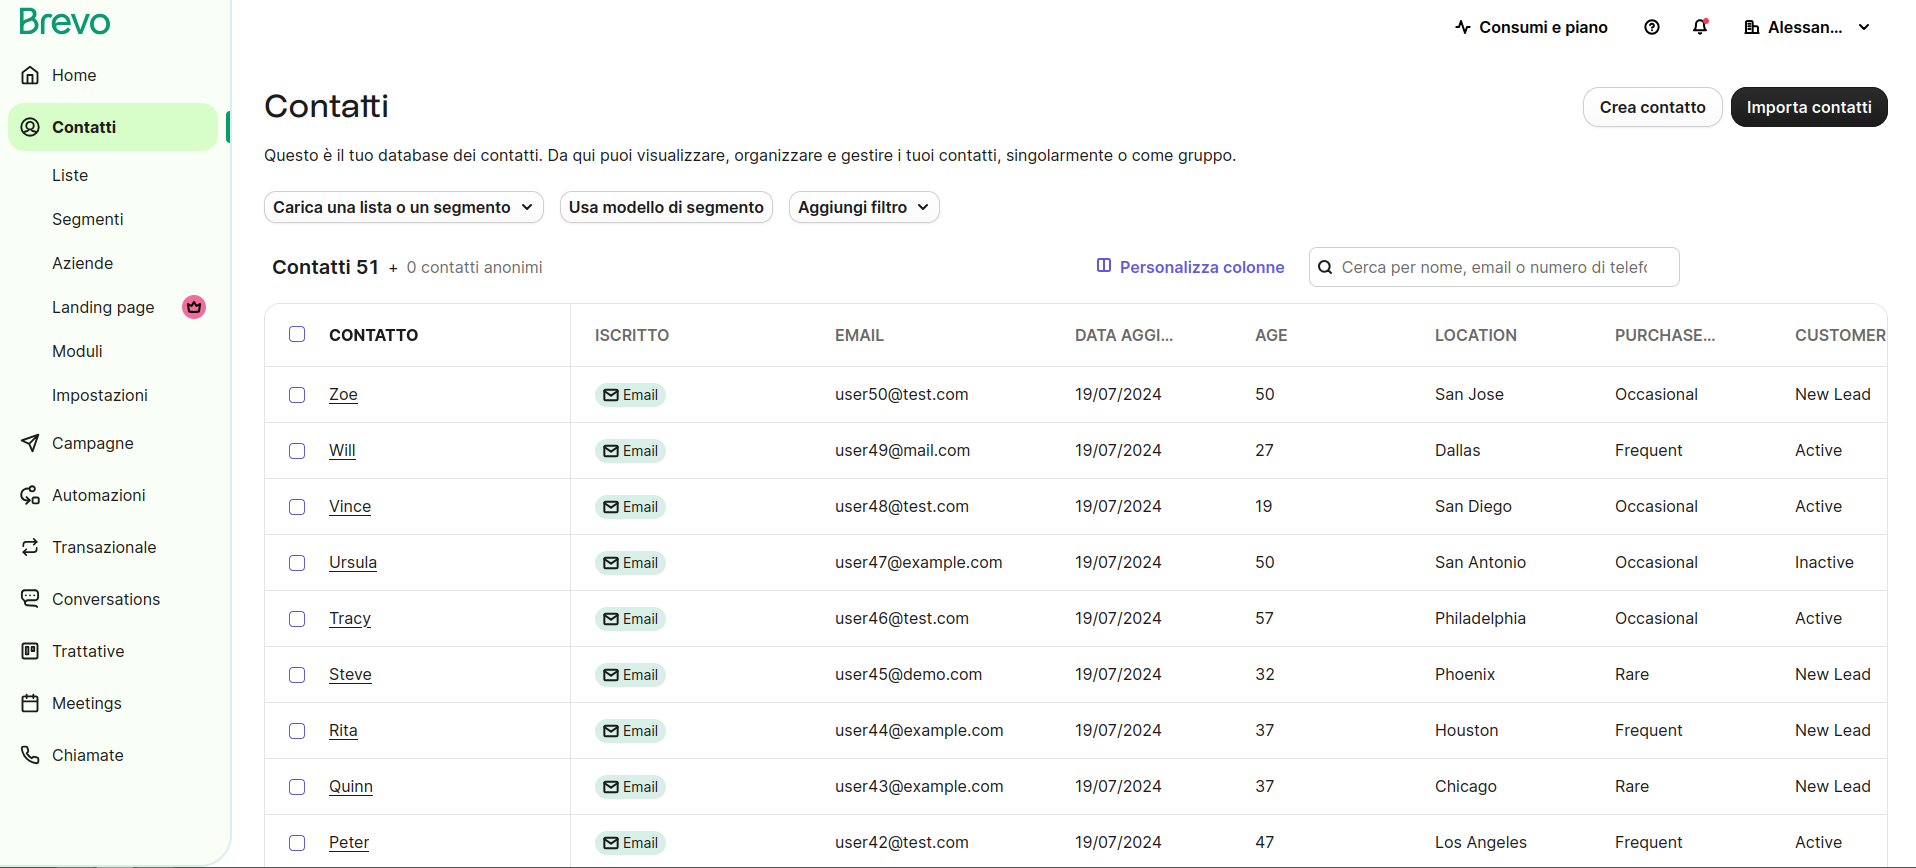 Brevo
Consumi e piano
Alessan...
Home
Contatti
Liste
Segmenti
Aziende
Landing page
Moduli
Impostazioni
Campagne
Automazioni
Transazionale
Conversations
Trattative
Meetings
Chiamate
Contatti
Crea contatto
Importa contatti
Questo è il tuo database dei contatti. Da qui puoi visualizzare, organizzare e gestire i tuoi contatti, singolarmente o come gruppo.
Carica una lista o un segmento
Usa modello di segmento
Aggiungi filtro
Contatti 51 + 0 contatti anonimi
Personalizza colonne
Cerca per nome, email o numero di telefo
CONTATTO ISCRITTO EMAIL DATA AGGI... AGE LOCATION PURCHASE... CUSTOMER
Zoe Email user50@test.com 19/07/2024 50 San Jose Occasional New Lead
Will Email user49@mail.com 19/07/2024 27 Dallas Frequent Active
Vince Email user48@test.com 19/07/2024 19 San Diego Occasional Active
Ursula Email user47@example.com 19/07/2024 50 San Antonio Occasional Inactive
Tracy Email user46@test.com 19/07/2024 57 Philadelphia Occasional Active
Steve Email user45@demo.com 19/07/2024 32 Phoenix Rare New Lead
Rita Email user44@example.com 19/07/2024 37 Houston Frequent New Lead
Quinn Email user43@example.com 19/07/2024 37 Chicago Rare New Lead
Peter Email user42@test.com 19/07/2024 47 Los Angeles Frequent Active